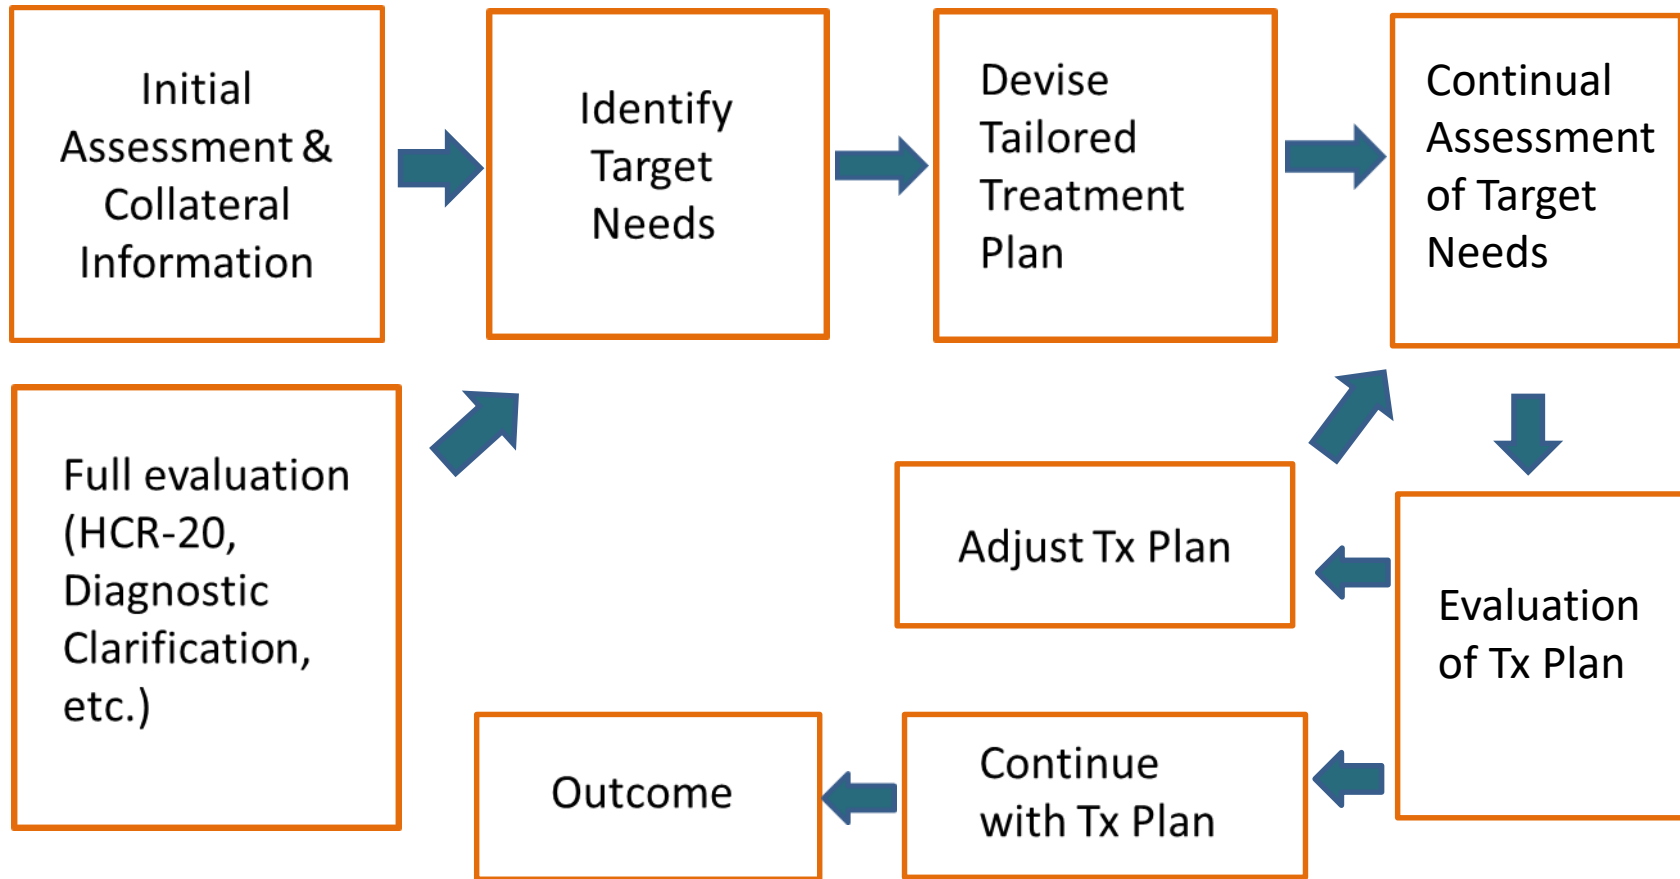 Initial
Assessment &
Collateral
Information
Identify
Target
Needs
Devise
Tailored
Treatment
Plan
Continual
Assessment
of Target
Needs
Full evaluation
(HCR-20,
Diagnostic
Clarification,
etc.)
Adjust Tx Plan
Evaluation
of Tx Plan
Outcome
Continue
with Tx Plan